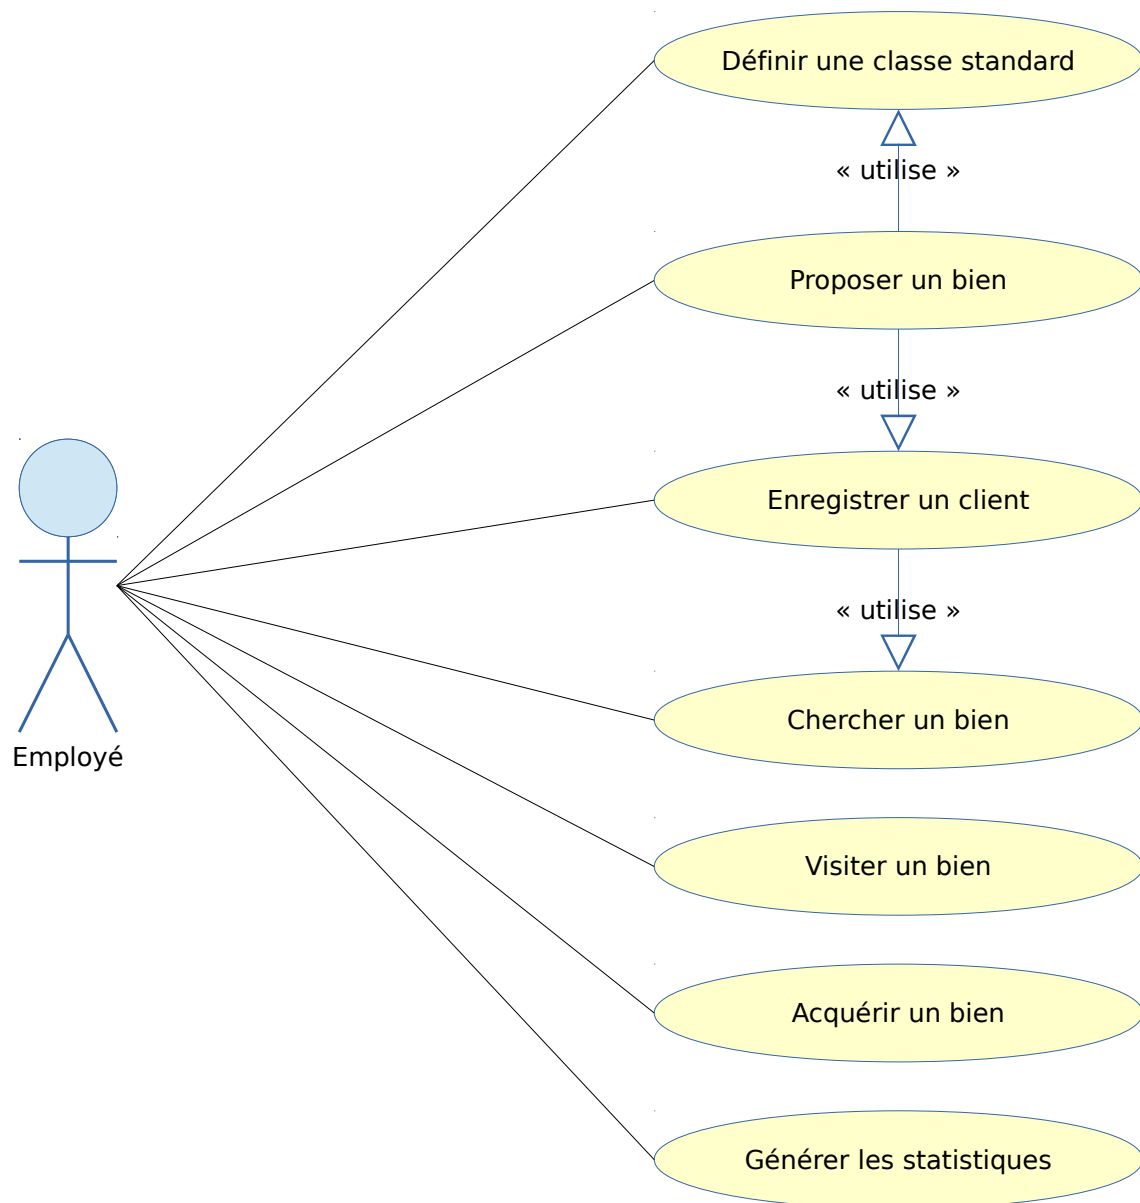 Définir une classe standard
« utilise »
Proposer un bien
« utilise »
Enregistrer un client
« utilise »
Chercher un bien
Employé
Visiter un bien
Acquérir un bien
Générer les statistiques